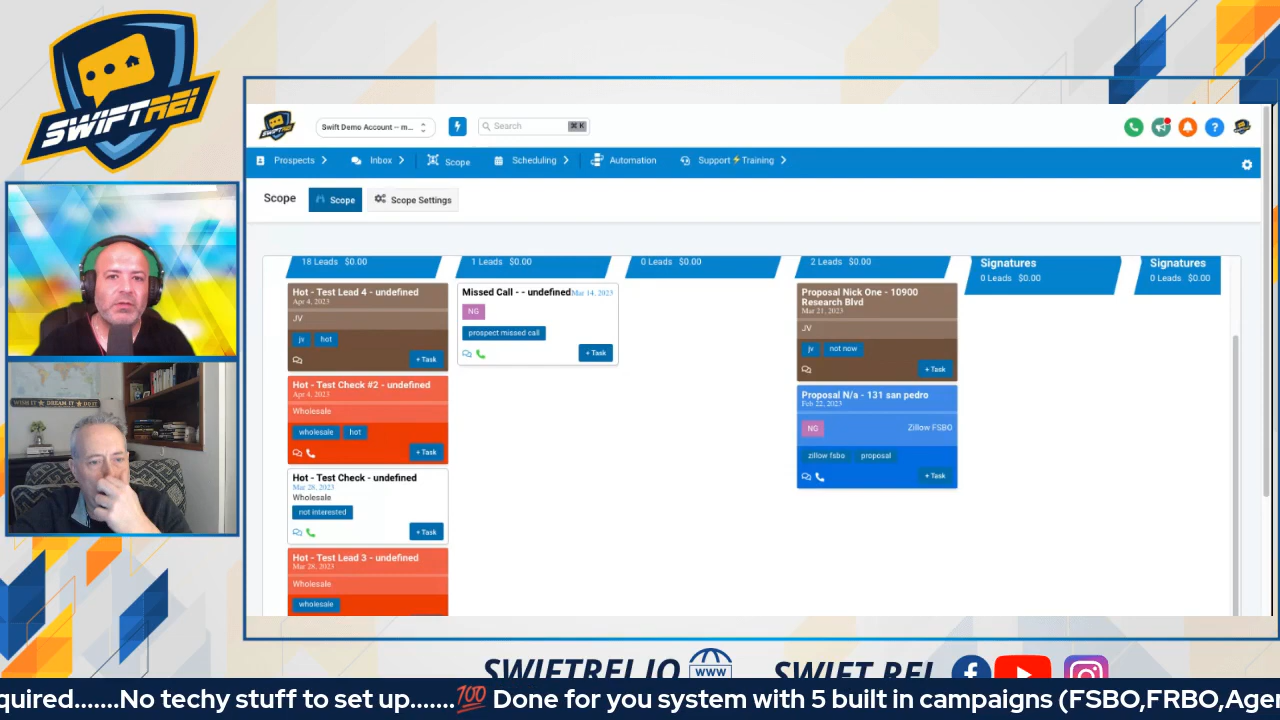 SWIFTREI
WISH IT ★ DREAM IT ★ DO IT
Swift Demo Account -- m...
Search
⌘ K
Prospects
Inbox
Scope
Scheduling
Automation
Support⚡Training
Scope
Scope
Scope Settings
18 Leads $0.00
1 Leads $0.00
0 Leads $0.00
2 Leads $0.00
Signatures
0 Leads $0.00
Signatures
0 Leads $0.00
Hot - Test Lead 4 - undefined
Apr 4, 2023
JV
jv hot
+ Task
Hot - Test Check #2 - undefined
Apr 4, 2023
Wholesale
wholesale hot
+ Task
Hot - Test Check - undefined
Mar 28, 2023
Wholesale
not interested
+ Task
Hot - Test Lead 3 - undefined
Mar 28, 2023
Wholesale
wholesale
Missed Call - - undefined Mar 14, 2023
NG
prospect missed call
+ Task
Proposal Nick One - 10900
Research Blvd
Mar 21, 2023
JV
jv not now
+ Task
Proposal N/a - 131 san pedro
Feb 22, 2023
NG Zillow FSBO
zillow fsbo proposal
+ Task
SWIFTREI.IO
WWW
SWIFT REI
quired.......No techy stuff to set up.......💯 Done for you system with 5 built in campaigns (FSBO,FRBO,Agen